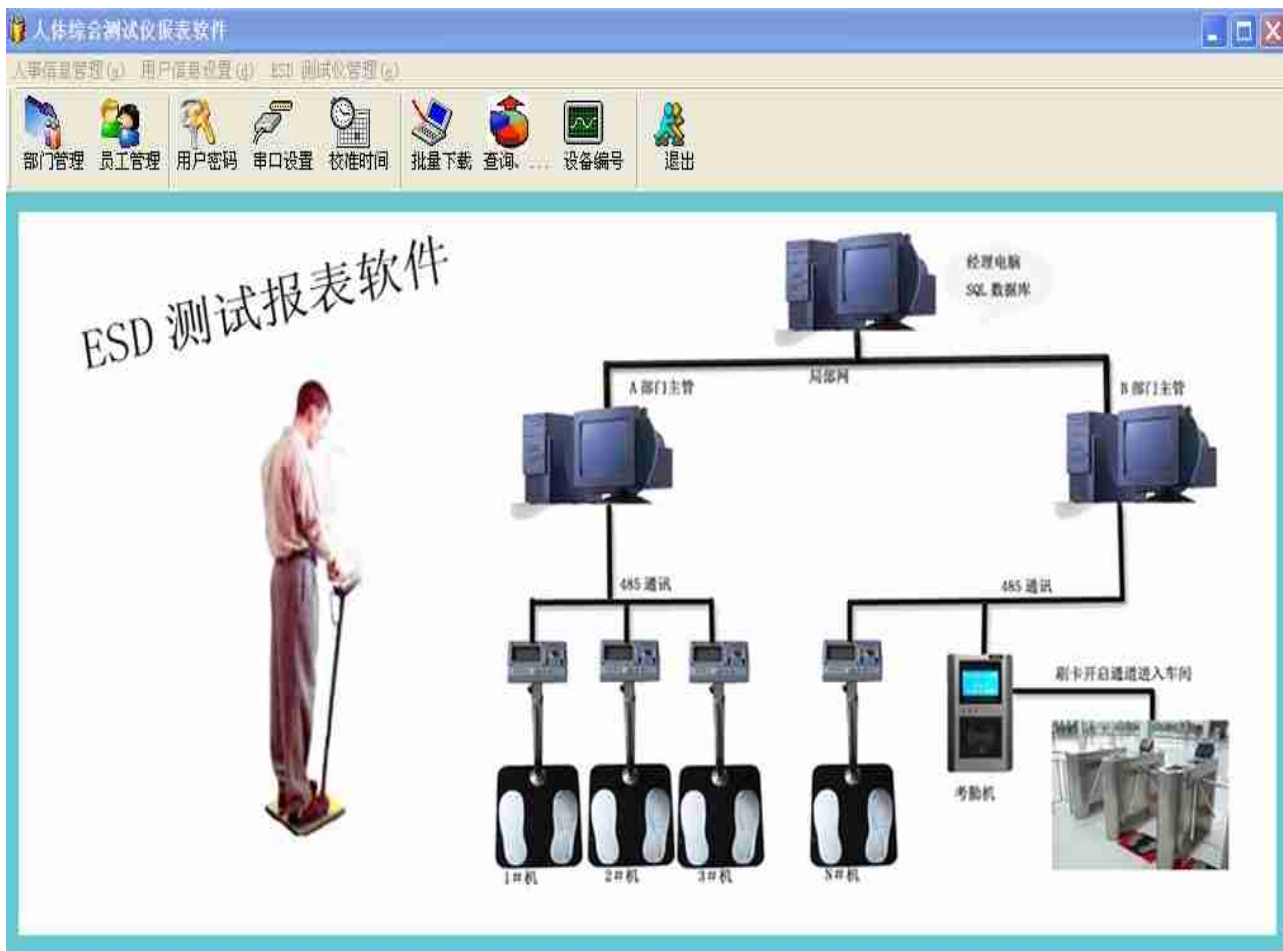 人体综合测试仪报表软件
人事信息管理(a) 用户信息设置(d) ESD 测试仪管理(e)
部门管理 员工管理 用户密码 串口设置 校准时间 批量下载 查询、... 设备编号 退出
ESD 测试报表软件
经理电脑
SQL 数据库
局部网
A 部门主管
B 部门主管
485 通讯
485 通讯
刷卡开启通道进入车间
考勤机
1#机
2#机
3#机
N#机